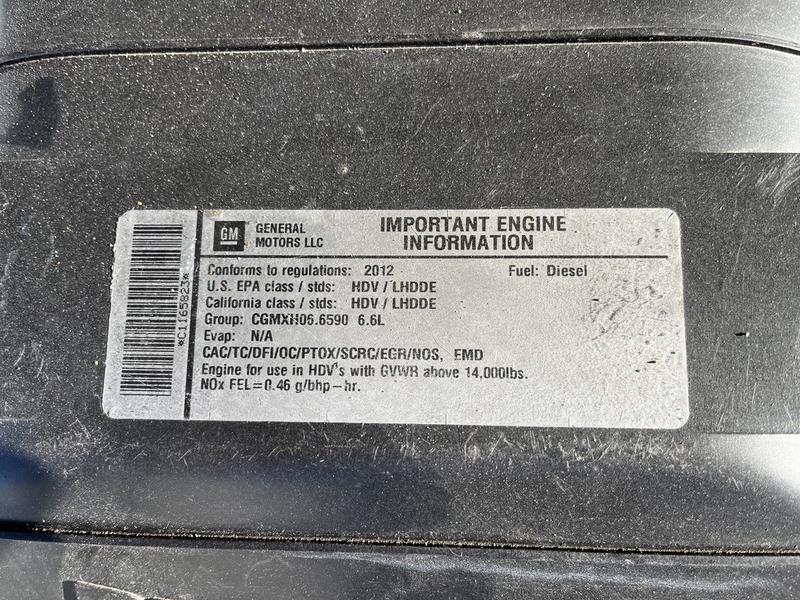 *C1165823*
GM
GENERAL
MOTORS LLC
IMPORTANT ENGINE
INFORMATION
Conforms to regulations: 2012 Fuel: Diesel
U.S. EPA class / stds: HDV / LHDDE
California class / stds: HDV / LHDDE
Group: CGMXH06.6590 6.6L
Evap: N/A
CAC/TC/DFI/OC/PTOX/SCRC/EGR/NOS, EMD
Engine for use in HDV's with GVWR above 14,000lbs.
NOx FEL=0.46 g/bhp-hr.